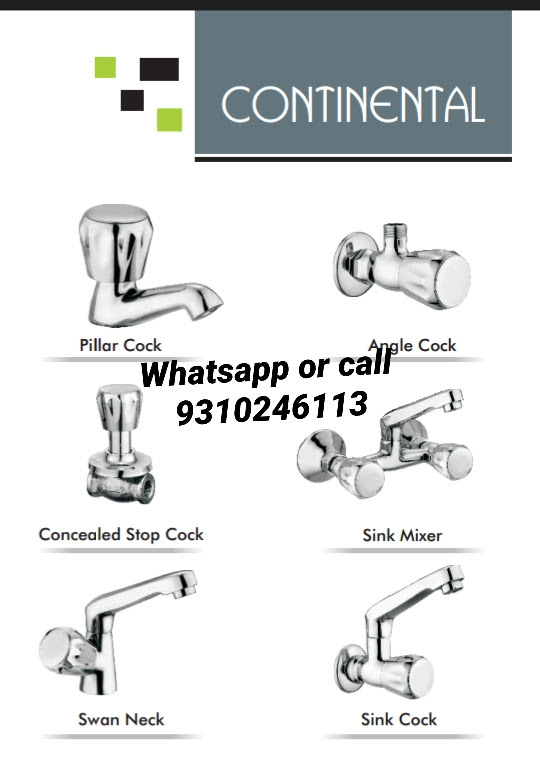 CONTINENTAL
Pillar Cock
Angle Cock
Whatsapp or call
9310246113
Concealed Stop Cock
Sink Mixer
Swan Neck
Sink Cock